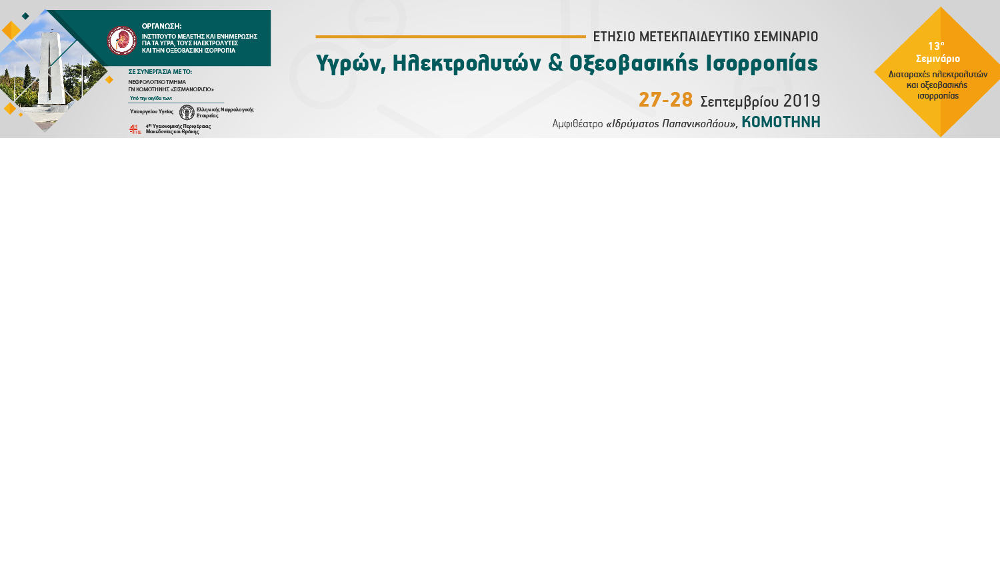 ΟΡΓΑΝΩΣΗ:
ΙΝΣΤΙΤΟΥΤΟ ΜΕΛΕΤΗΣ ΚΑΙ ΕΝΗΜΕΡΩΣΗΣ
ΓΙΑ ΤΑ ΥΓΡΑ, ΤΟΥΣ ΗΛΕΚΤΡΟΛΥΤΕΣ
ΚΑΙ ΤΗΝ ΟΞΕΟΒΑΣΙΚΗ ΙΣΟΡΡΟΠΙΑ
ΣΕ ΣΥΝΕΡΓΑΣΙΑ ΜΕ ΤΟ:
ΝΕΦΡΟΛΟΓΙΚΟ ΤΜΗΜΑ
ΓΝ ΚΟΜΟΤΗΝΗΣ «ΣΙΣΜΑΝΟΓΛΕΙΟ»
Υπό την αιγίδα των:
Υπουργείου Υγείας
Ελληνικής Νεφρολογικής
Εταιρείας
4ης Υγειονομικής Περιφέρειας
Μακεδονίας και Θράκης
ΕΤΗΣΙΟ ΜΕΤΕΚΠΑΙΔΕΥΤΙΚΟ ΣΕΜΙΝΑΡΙΟ
Υγρών, Ηλεκτρολυτών & Οξεοβασικής Ισορροπίας
27-28 Σεπτεμβρίου 2019
Αμφιθέατρο «Ιδρύματος Παπανικολάου», ΚΟΜΟΤΗΝΗ
13ο
Σεμινάριο
Διαταραχές ηλεκτρολυτών
και οξεοβασικής
ισορροπίας